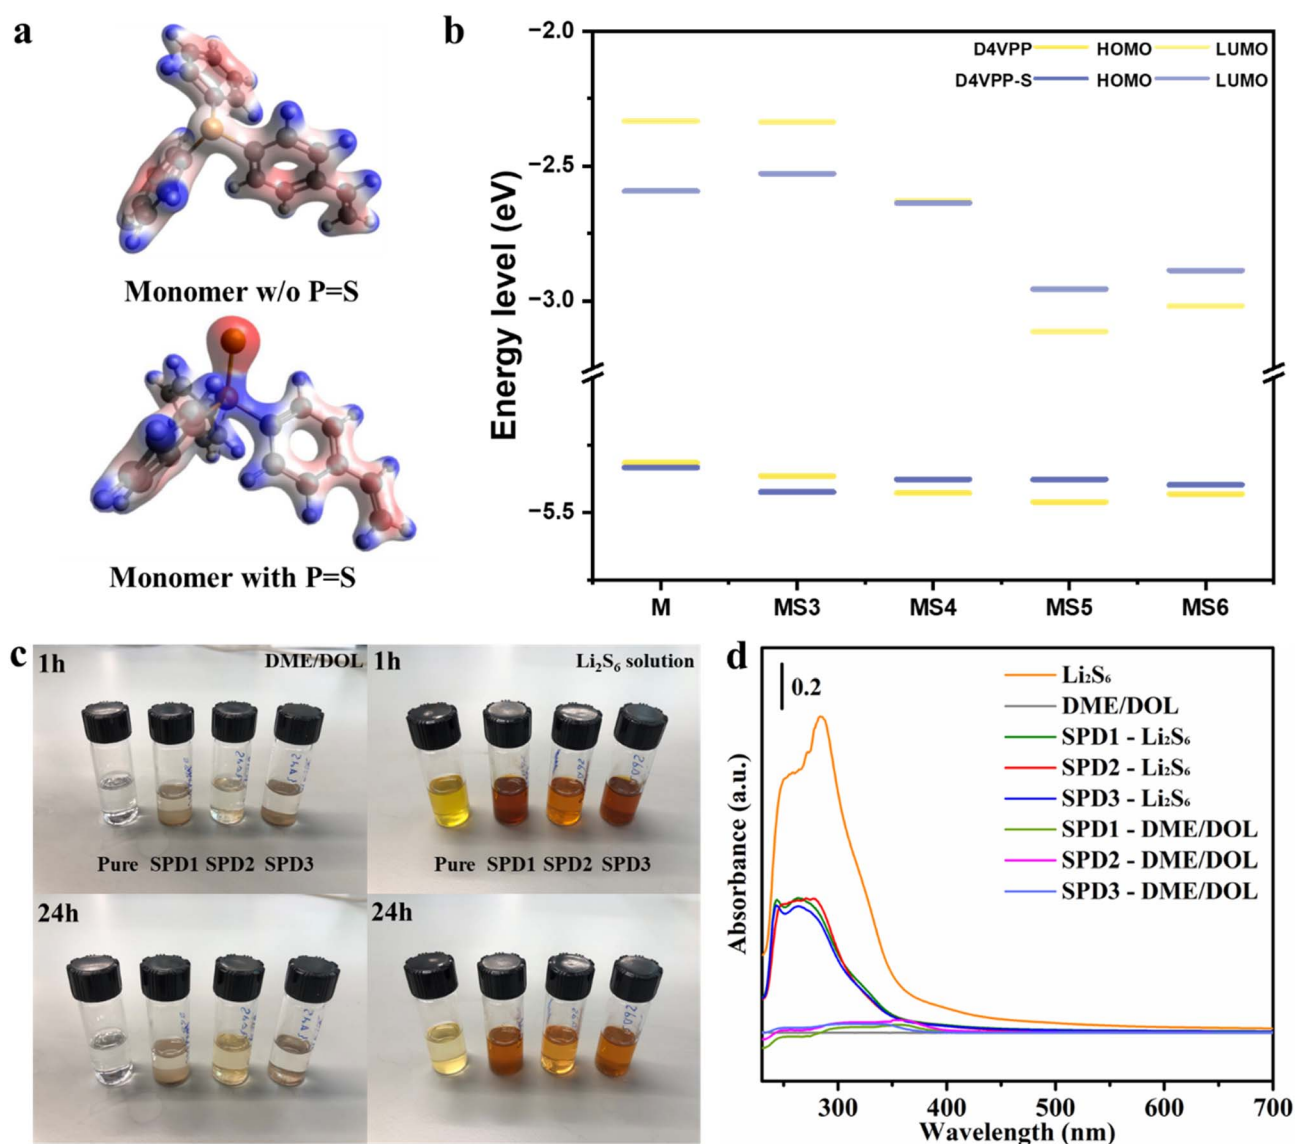 a
Monomer w/o P=S
Monomer with P=S
b
−2.0
−2.5
−3.0
−5.5
Energy level (eV)
D4VPP HOMO LUMO
D4VPP-S HOMO LUMO
M MS3 MS4 MS5 MS6
c
1h DME/DOL
Pure SPD1 SPD2 SPD3
1h Li₂S₆ solution
Pure SPD1 SPD2 SPD3
24h
24h
d
0.2
Li₂S₆
DME/DOL
SPD1 - Li₂S₆
SPD2 - Li₂S₆
SPD3 - Li₂S₆
SPD1 - DME/DOL
SPD2 - DME/DOL
SPD3 - DME/DOL
Absorbance (a.u.)
300 400 500 600 700
Wavelength (nm)